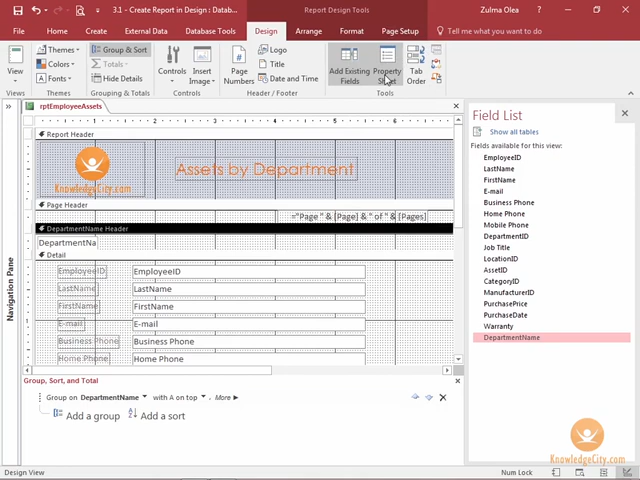 3.1 - Create Report in Design : Datab...
Report Design Tools
Zulma Olea
File
Home
Create
External Data
Database Tools
Design
Arrange
Format
Page Setup
Tell me what you want to do
View
Views
Themes
Colors
Fonts
Themes
Group & Sort
Totals
Hide Details
Grouping & Totals
Controls
Insert Image
Controls
Page Numbers
Logo
Title
Header / Footer
Add Existing Fields
Property Sheet
Tab Order
Tools
rptEmployeeAssets
1
2
3
4
5
6
Report Header
KnowledgeCity.com
Assets by Department
Page Header
="Page " & [Page] & " of " & [Pages]
DepartmentName Header
DepartmentNa
Detail
EmployeeID
EmployeeID
LastName
LastName
FirstName
FirstName
E-mail
E-mail
Business Phone
Business Phone
Home Phone
Home Phone
Navigation Pane
Group, Sort, and Total
Group on DepartmentName with A on top , More
Add a group
Add a sort
Field List
Show all tables
Fields available for this view:
EmployeeID
LastName
FirstName
E-mail
Business Phone
Home Phone
Mobile Phone
DepartmentID
Job Title
LocationID
AssetID
CategoryID
ManufacturerID
PurchasePrice
PurchaseDate
Warranty
DepartmentName
KnowledgeCity.com
Design View
Num Lock